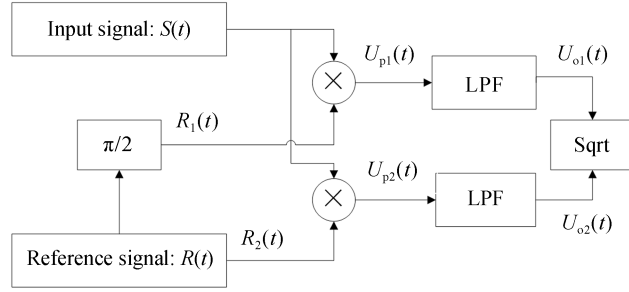 Input signal: S(t)
U_p1(t)
U_o1(t)
×
LPF
R_1(t)
π/2
Sqrt
U_p2(t)
×
LPF
R_2(t)
U_o2(t)
Reference signal: R(t)